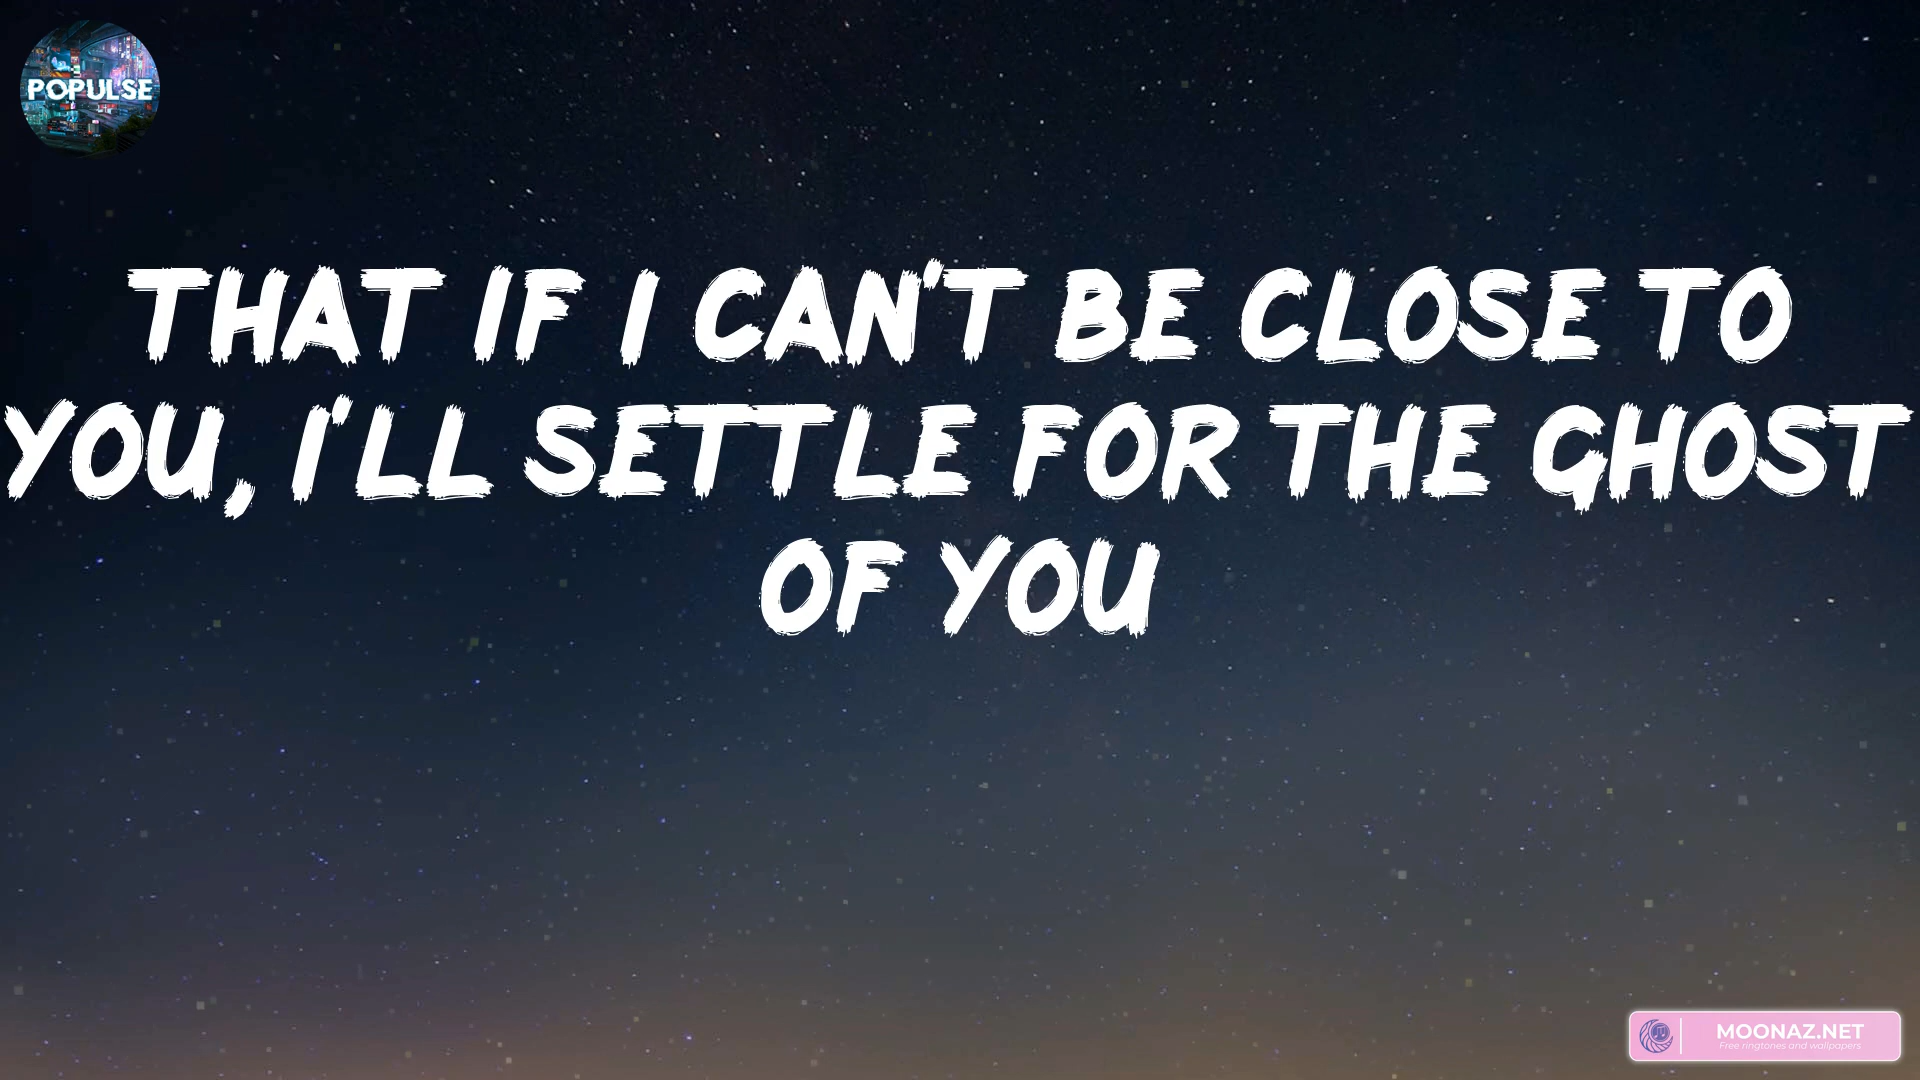 POPULSE
THAT IF I CAN'T BE CLOSE TO
YOU, I'LL SETTLE FOR THE GHOST
OF YOU
MOONAZ.NET
Free ringtones and wallpapers